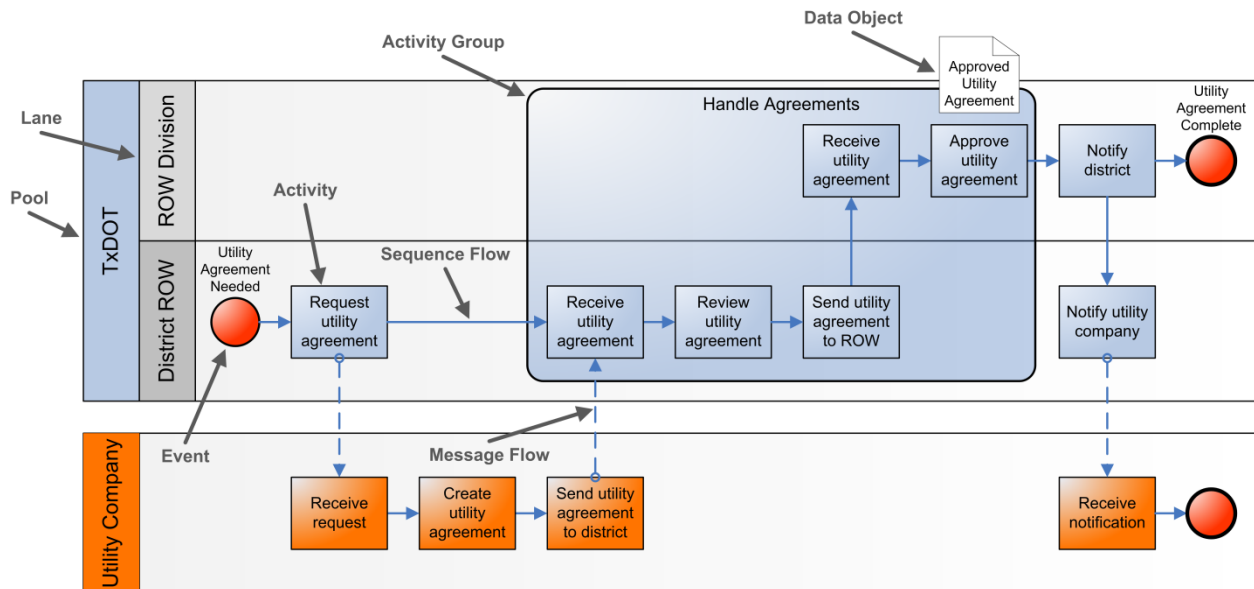 Data Object
Activity Group
Approved
Utility
Agreement
Handle Agreements
Utility
Agreement
Complete
Lane
ROW Division
Receive
utility
agreement
Approve
utility
agreement
Notify
district
Activity
Pool
TxDOT
Sequence Flow
District ROW
Utility
Agreement
Needed
Request
utility
agreement
Receive
utility
agreement
Review
utility
agreement
Send utility
agreement
to ROW
Notify utility
company
Event
Message Flow
Utility Company
Receive
request
Create
utility
agreement
Send utility
agreement
to district
Receive
notification